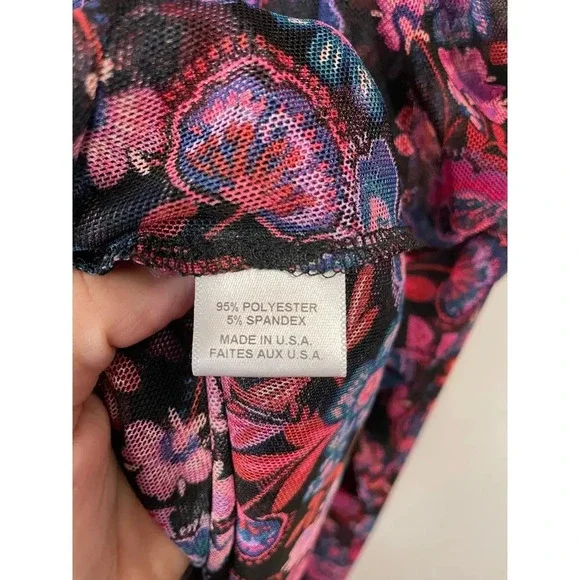 95% POLYESTER
5% SPANDEX
MADE IN U.S.A.
FAITES AUX U.S.A.